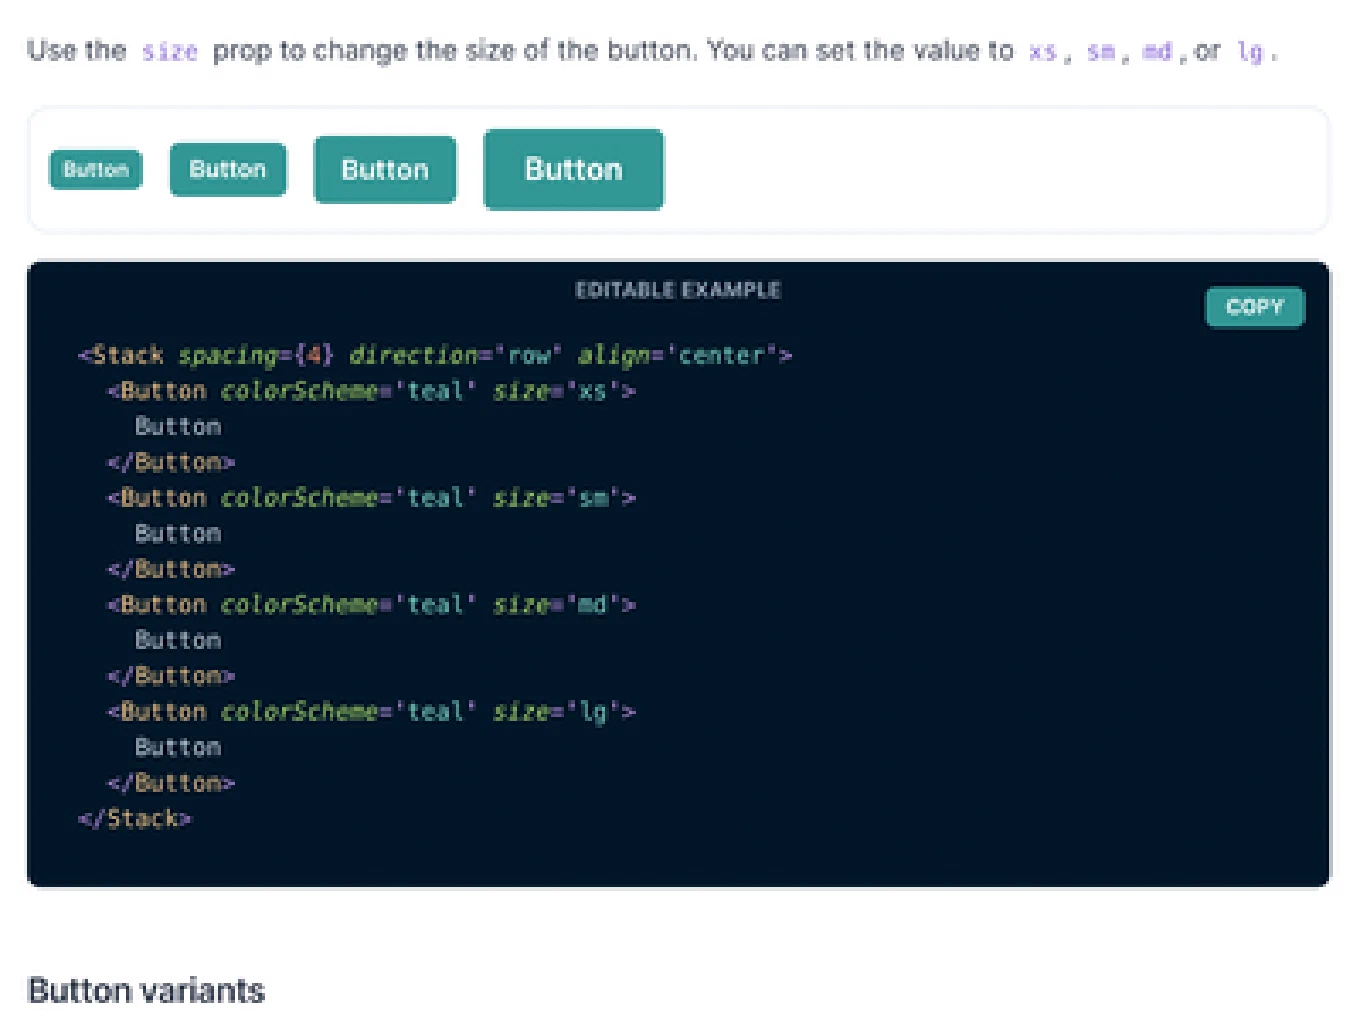 Use the size prop to change the size of the button. You can set the value to xs, sm, md, or lg.
Button Button Button Button
EDITABLE EXAMPLE
COPY
<Stack spacing={4} direction='row' align='center'>
  <Button colorScheme='teal' size='xs'>
    Button
  </Button>
  <Button colorScheme='teal' size='sm'>
    Button
  </Button>
  <Button colorScheme='teal' size='md'>
    Button
  </Button>
  <Button colorScheme='teal' size='lg'>
    Button
  </Button>
</Stack>
Button variants